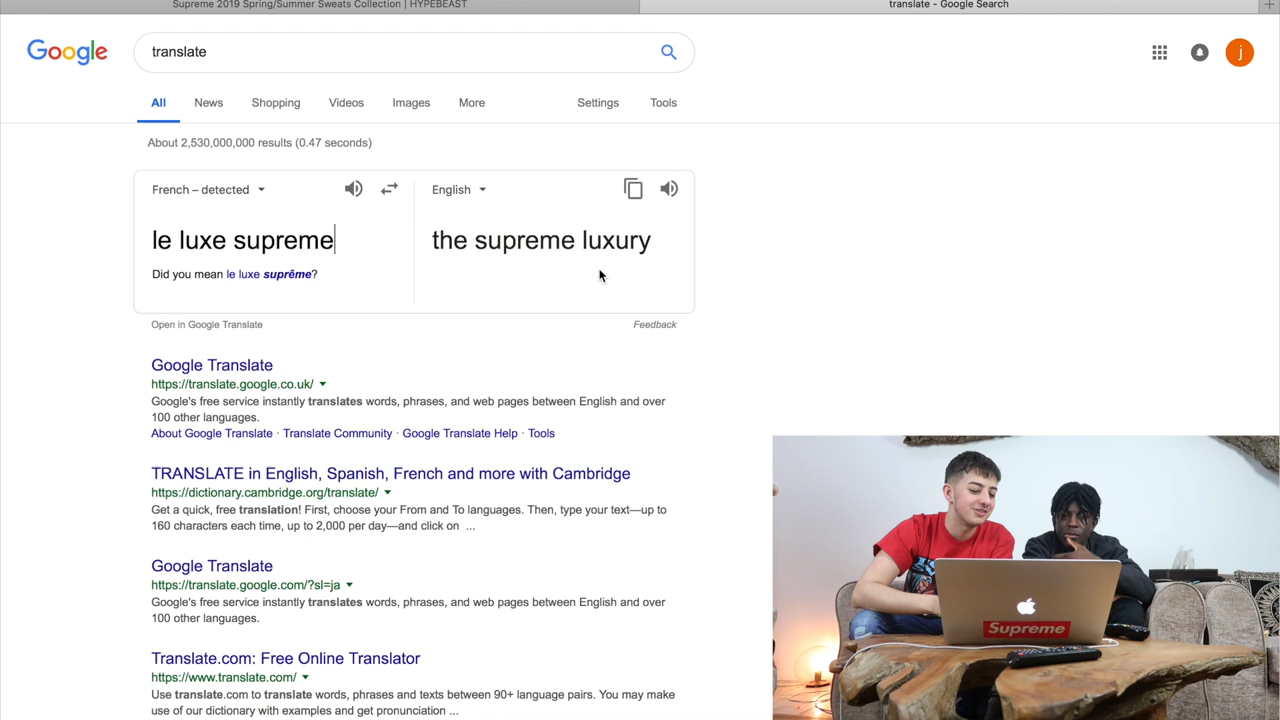 Supreme 2019 Spring/Summer Sweats Collection | HYPEBEAST
translate - Google Search
Google
translate
j
All News Shopping Videos Images More Settings Tools
About 2,530,000,000 results (0.47 seconds)
French – detected
English
le luxe supreme
the supreme luxury
Did you mean le luxe suprême?
Open in Google Translate
Feedback
Google Translate
https://translate.google.co.uk/
Google's free service instantly translates words, phrases, and web pages between English and over
100 other languages.
About Google Translate · Translate Community · Google Translate Help · Tools
TRANSLATE in English, Spanish, French and more with Cambridge
https://dictionary.cambridge.org/translate/
Get a quick, free translation! First, choose your From and To languages. Then, type your text—up to
160 characters each time, up to 2,000 per day—and click on ...
Google Translate
https://translate.google.com/?sl=ja
Google's free service instantly translates words, phrases, and web pages between English and over
100 other languages.
Translate.com: Free Online Translator
https://www.translate.com/
Use translate.com to translate words, phrases and texts between 90+ language pairs. You may make
use of our dictionary with examples and get pronunciation ...
Supreme